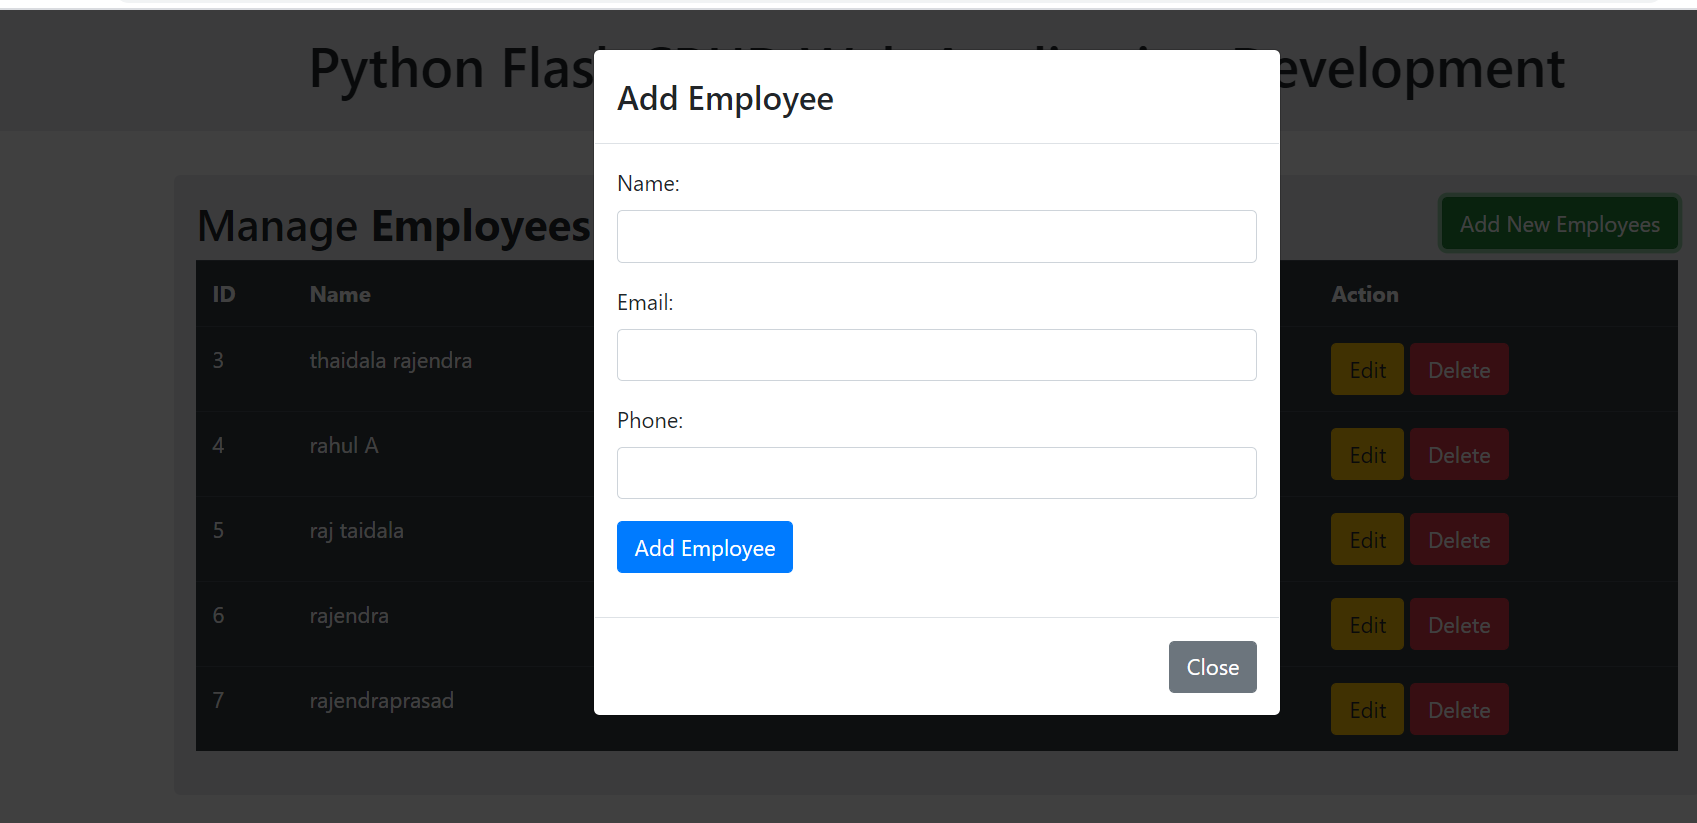 Python Flas evelopment
Add Employee
Name:
Email:
Phone:
Add Employee
Close
Manage Employees
Add New Employees
ID Name Action
3 thaidala rajendra Edit Delete
4 rahul A Edit Delete
5 raj taidala Edit Delete
6 rajendra Edit Delete
7 rajendraprasad Edit Delete